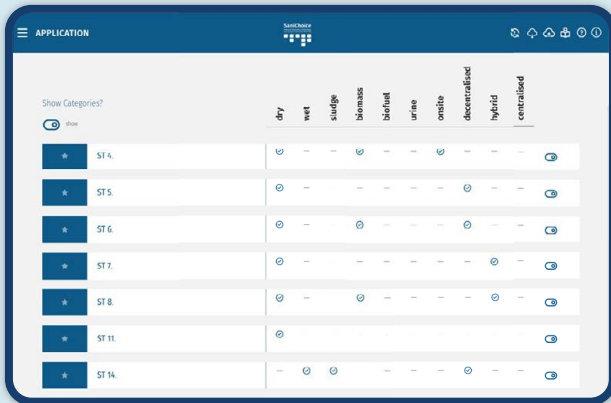 APPLICATION
SaniChoice
Show Categories?
show
dry
wet
sludge
biomass
biofuel
urine
onsite
decentralised
hybrid
centralised
ST 4.
ST 5.
ST 6.
ST 7.
ST 8.
ST 11.
ST 14.